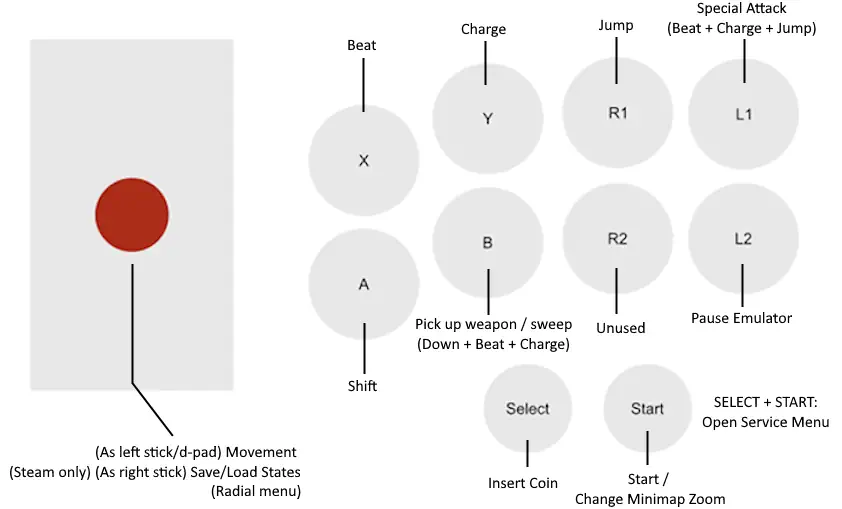 Special Attack
(Beat + Charge + Jump)
Jump
Charge
Beat
X
Y
R1
L1
A
B
R2
L2
Pick up weapon / sweep
(Down + Beat + Charge)
Unused
Pause Emulator
Shift
Select
Start
SELECT + START:
Open Service Menu
(As left stick/d-pad) Movement
(Steam only) (As right stick) Save/Load States
(Radial menu)
Insert Coin
Start /
Change Minimap Zoom